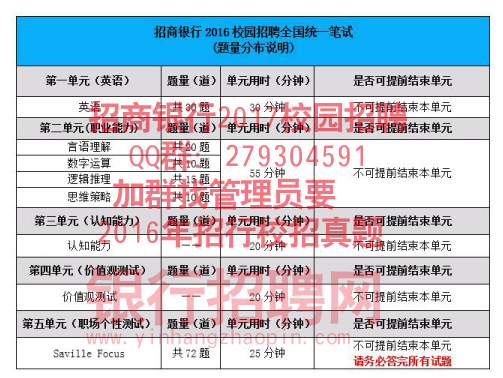 招商银行 2016 校园招聘全国统一笔试
(题量分布说明)
第一单元（英语） 题量（道） 单元用时（分钟） 是否可提前结束单元
英语 共 30 题 30 分钟 不可提前结束本单元
第二单元(职业能力) 题量（道） 单元用时（分钟） 是否可提前结束单元
言语理解 共 20 题 55 分钟 不可提前结束本单元
数字运算 共 10 题
逻辑推理 共 15 题
思维策略 共 10 题
第三单元（认知能力） 题量（道） 单元用时（分钟） 是否可提前结束单元
认知能力 —— 20 分钟 不可提前结束本单元
第四单元（价值观测试） 题量（道） 单元用时（分钟） 是否可提前结束单元
价值观测试 —— 20 分钟 不可提前结束本单元
第五单元（职场个性测试） 题量（道） 单元用时（分钟） 是否可提前结束单元
Saville Focus 共 72 题 25 分钟 不可提前结束本单元
请务必答完所有试题
招商银行2017校园招聘
QQ群：279304591
加群找管理员要
2016年招行校招真题
银行招聘网
www.yinhangzhaopin.com